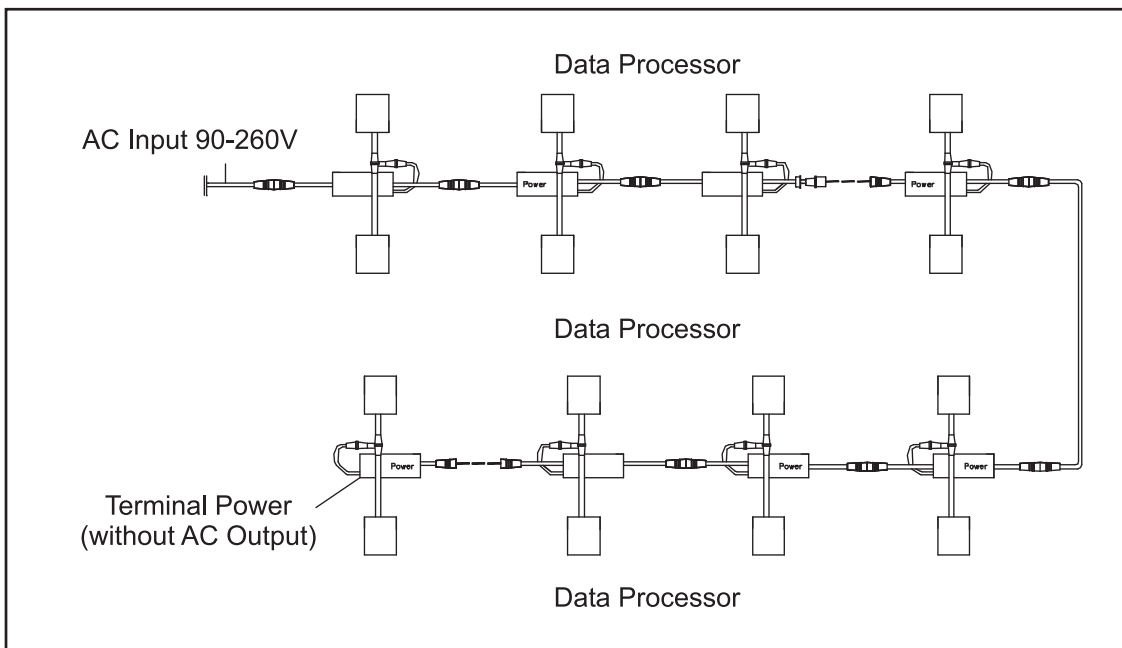 Data Processor
AC Input 90-260V
Power
Power
Data Processor
Power
Power
Power
Terminal Power
(without AC Output)
Data Processor